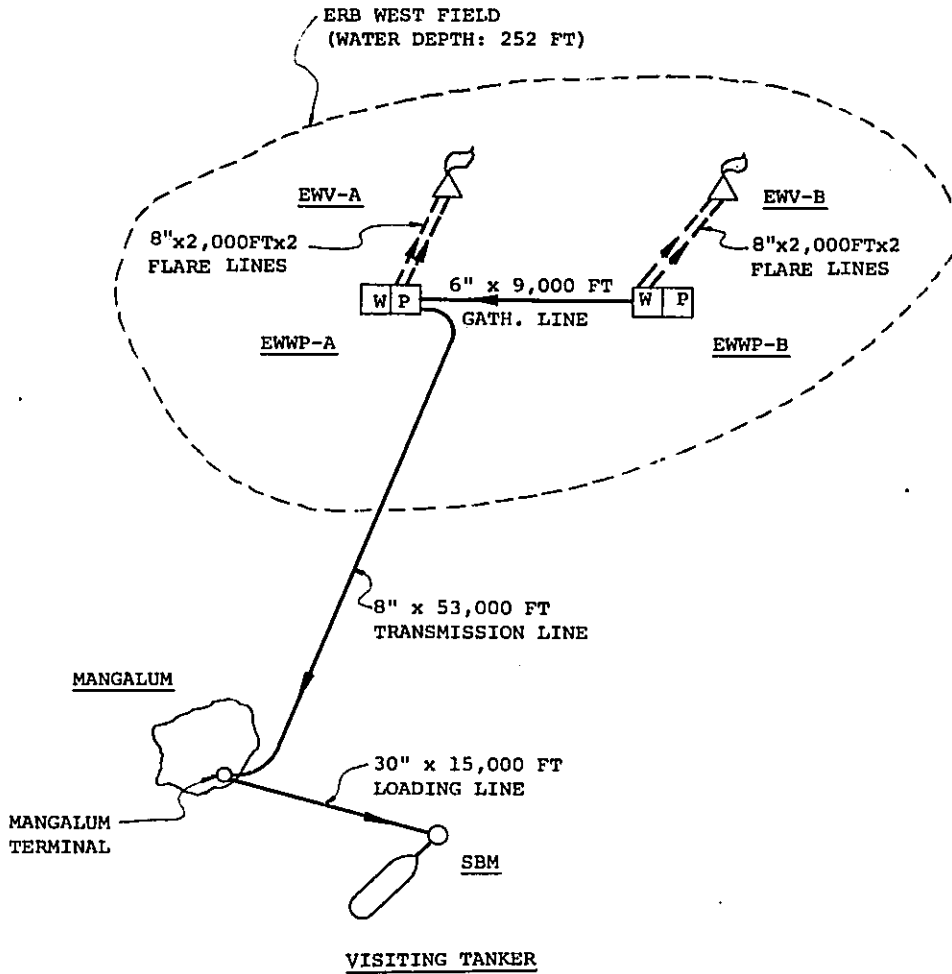 ERB WEST FIELD
(WATER DEPTH: 252 FT)
EWV-A
EWV-B
8"x2,000FTx2
FLARE LINES
8"x2,000FTx2
FLARE LINES
6" x 9,000 FT
GATH. LINE
W P
W P
EWWP-A
EWWP-B
8" x 53,000 FT
TRANSMISSION LINE
MANGALUM
30" x 15,000 FT
LOADING LINE
MANGALUM
TERMINAL
SBM
VISITING TANKER